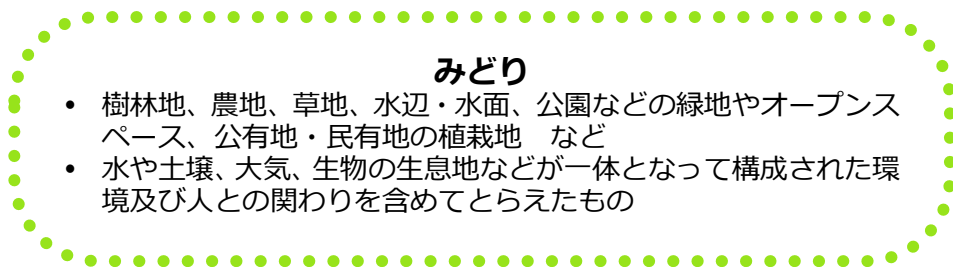 みどり
• 樹林地、農地、草地、水辺・水面、公園などの緑地やオープンス
ペース、公有地・民有地の植栽地　など
• 水や土壌、大気、生物の生息地などが一体となって構成された環
境及び人との関わりを含めてとらえたもの